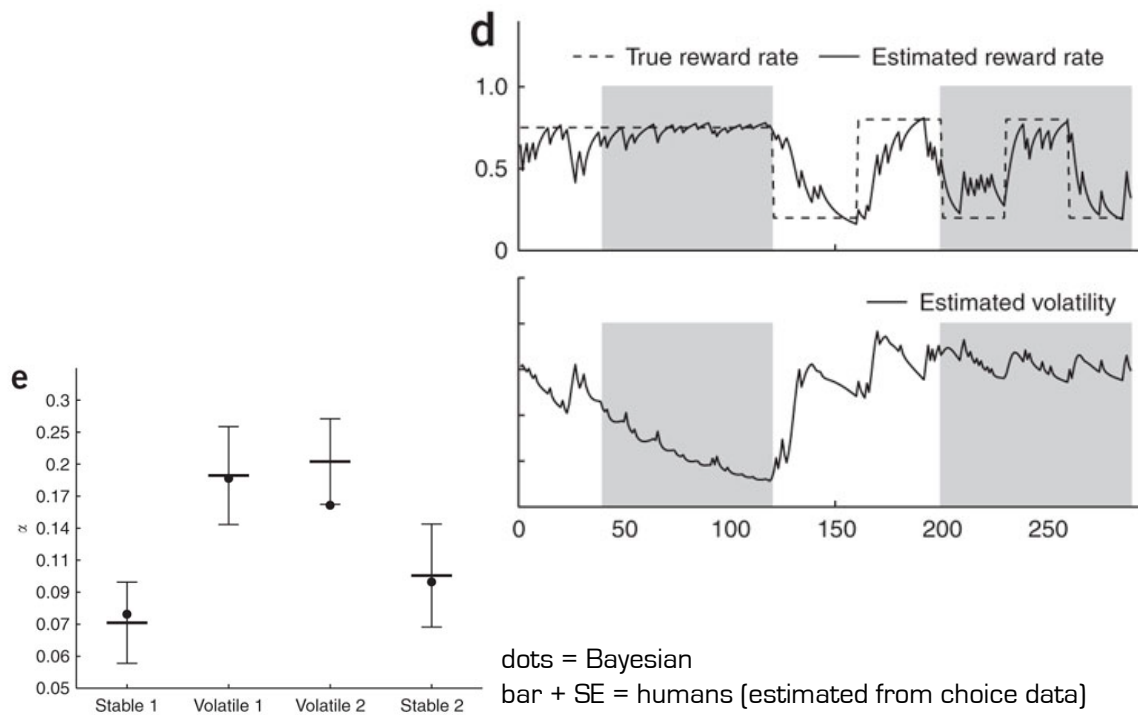 d
True reward rate Estimated reward rate
1.0
0.5
0
Estimated volatility
0 50 100 150 200 250
e
0.3
0.25
0.2
0.17
0.14
0.11
0.09
0.07
0.06
0.05
α
Stable 1 Volatile 1 Volatile 2 Stable 2
dots = Bayesian
bar + SE = humans (estimated from choice data)